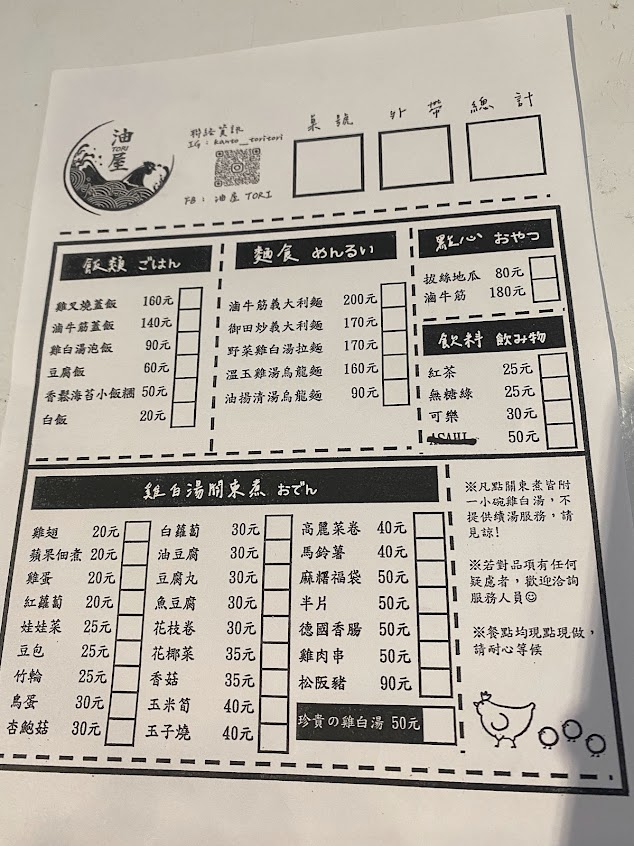 油
TORI
屋
聯絡資訊
IG：kanto_toritori
FB：油屋 TORI
桌號
外帶
總計
飯類 ごはん
雞叉燒蓋飯 160元
滷牛筋蓋飯 140元
雞白湯泡飯 90元
豆腐飯 60元
香鬆海苔小飯糰 50元
白飯 20元
麵食 めんるい
滷牛筋義大利麵 200元
御田炒義大利麵 170元
野菜雞白湯拉麵 170元
溫玉雞湯烏龍麵 160元
油揚清湯烏龍麵 90元
點心 おやつ
拔絲地瓜 80元
滷牛筋 180元
飲料 飲み物
紅茶 25元
無糖綠 25元
可樂 30元
ASAHI 50元
雞白湯関東煮 おでん
雞翅 20元
蘋果佃煮 20元
雞蛋 20元
紅蘿蔔 20元
娃娃菜 25元
豆包 25元
竹輪 25元
鳥蛋 30元
杏鮑菇 30元
白蘿蔔 30元
油豆腐 30元
豆腐丸 30元
魚豆腐 30元
花枝卷 30元
花椰菜 35元
香菇 35元
玉米筍 40元
玉子燒 40元
高麗菜卷 40元
馬鈴薯 40元
麻糬福袋 50元
半片 50元
德國香腸 50元
雞肉串 50元
松阪豬 90元
珍貴の雞白湯 50元
※凡點關東煮皆附
一小碗雞白湯，不
提供續湯服務，請
見諒！
※若對品項有任何
疑慮者，歡迎洽詢
服務人員☺
※餐點均現點現做，
請耐心等候